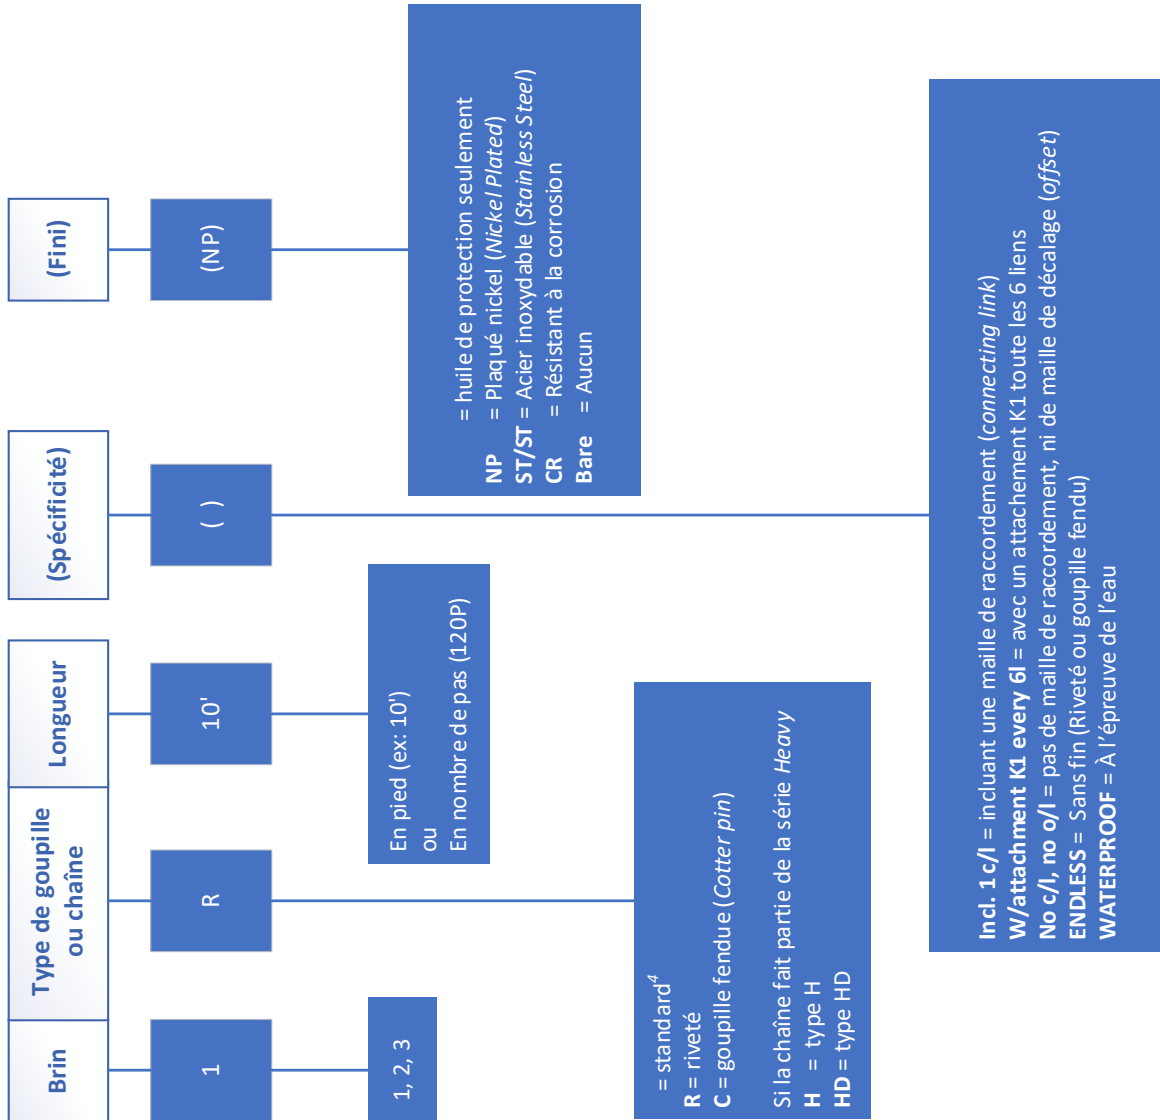 Brin
Type de goupille
ou chaîne
Longueur
(Spécificité)
(Fini)
1
R
10'
( )
(NP)
1, 2, 3
= standard4
R = riveté
C = goupille fendue (Cotter pin)
Si la chaîne fait partie de la série Heavy
H = type H
HD = type HD
En pied (ex: 10')
ou
En nombre de pas (120P)
Incl. 1 c/l = incluant une maille de raccordement (connecting link)
W/attachment K1 every 6l = avec un attachement K1 toute les 6 liens
No c/l, no o/l = pas de maille de raccordement, ni de maille de décalage (offset)
ENDLESS = Sans fin (Riveté ou goupille fendu)
WATERPROOF = À l'épreuve de l'eau
= huile de protection seulement
NP = Plaqué nickel (Nickel Plated)
ST/ST = Acier inoxydable (Stainless Steel)
CR = Résistant à la corrosion
Bare = Aucun